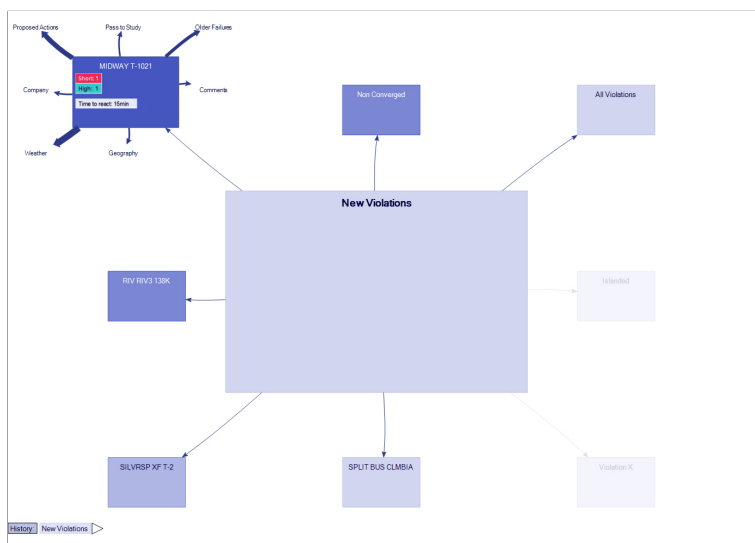 Proposed Actions
Pass to Study
Older Failures
MIDWAY T-1021
Short: 1
High: 1
Time to react: 15min
Company
Comments
Weather
Geography
Non Converged
All Violations
New Violations
RIV RIV3 138K
Islended
SILVRSP XF T-2
SPLIT BUS CLMBIA
Violation X
History:
New Violations